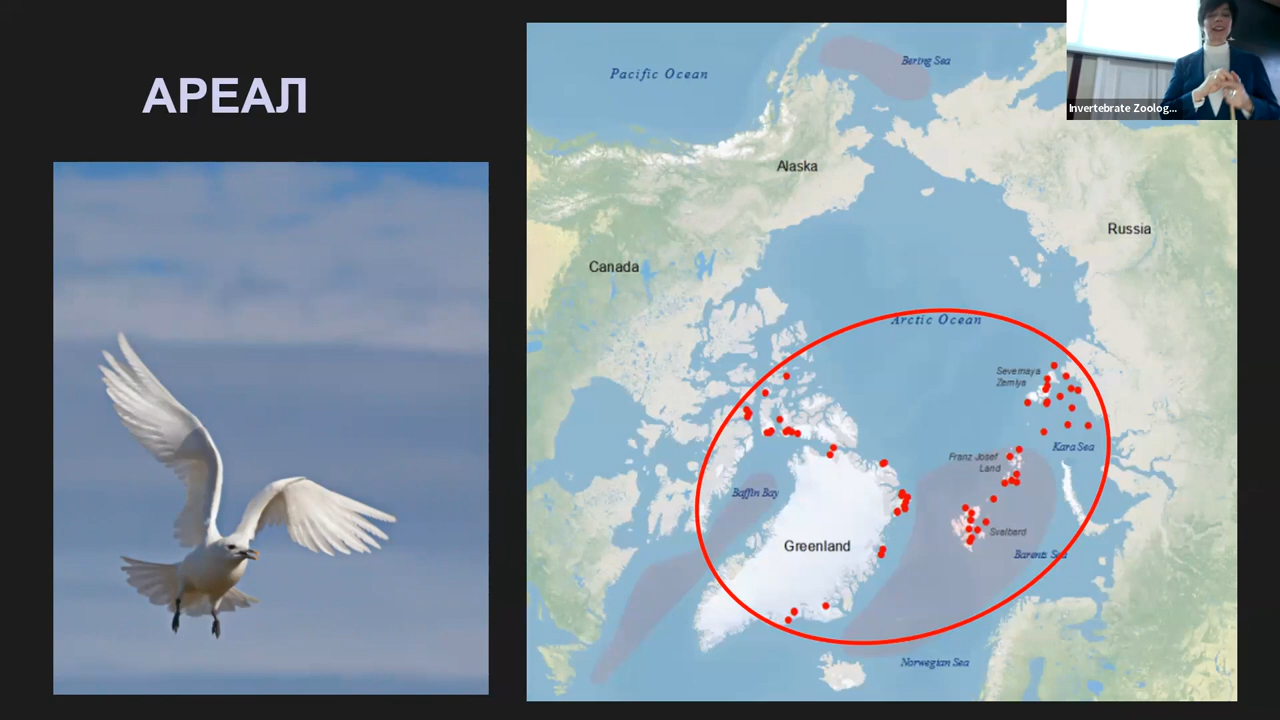 АРЕАЛ
Pacific Ocean
Bering Sea
Invertebrate Zoolog...
Alaska
Russia
Canada
Arctic Ocean
Severnaya
Zemlya
Kara Sea
Franz Josef
Land
Baffin Bay
Svalberd
Greenland
Barents Sea
Norwegian Sea